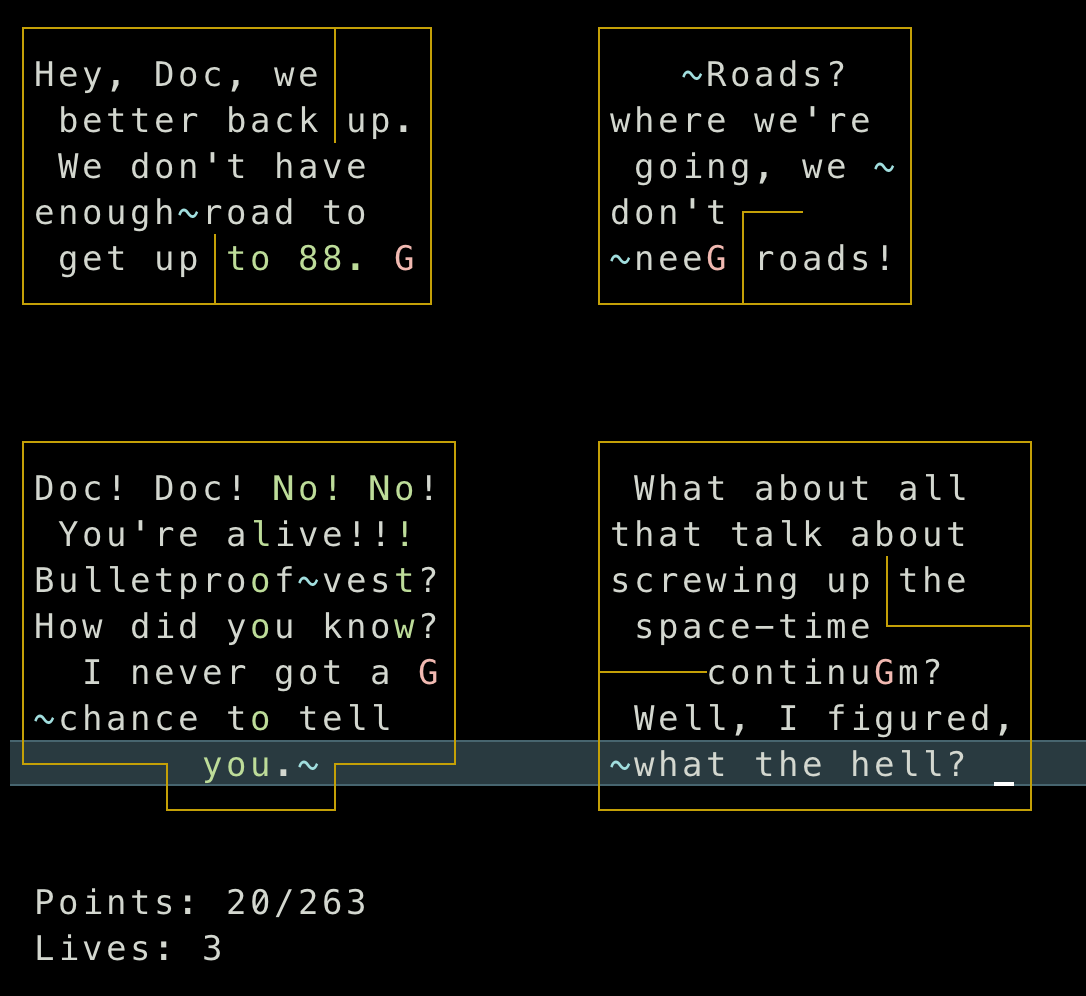 Hey, Doc, we
better back up.
We don't have
enough~road to
get up to 88. G
~Roads?
where we're
going, we ~
don't
~neeG roads!
Doc! Doc! No! No!
You're alive!!!
Bulletproof~vest?
How did you know?
I never got a G
~chance to tell
you.~
What about all
that talk about
screwing up the
space-time
continuGm?
Well, I figured,
~what the hell? _
Points: 20/263
Lives: 3